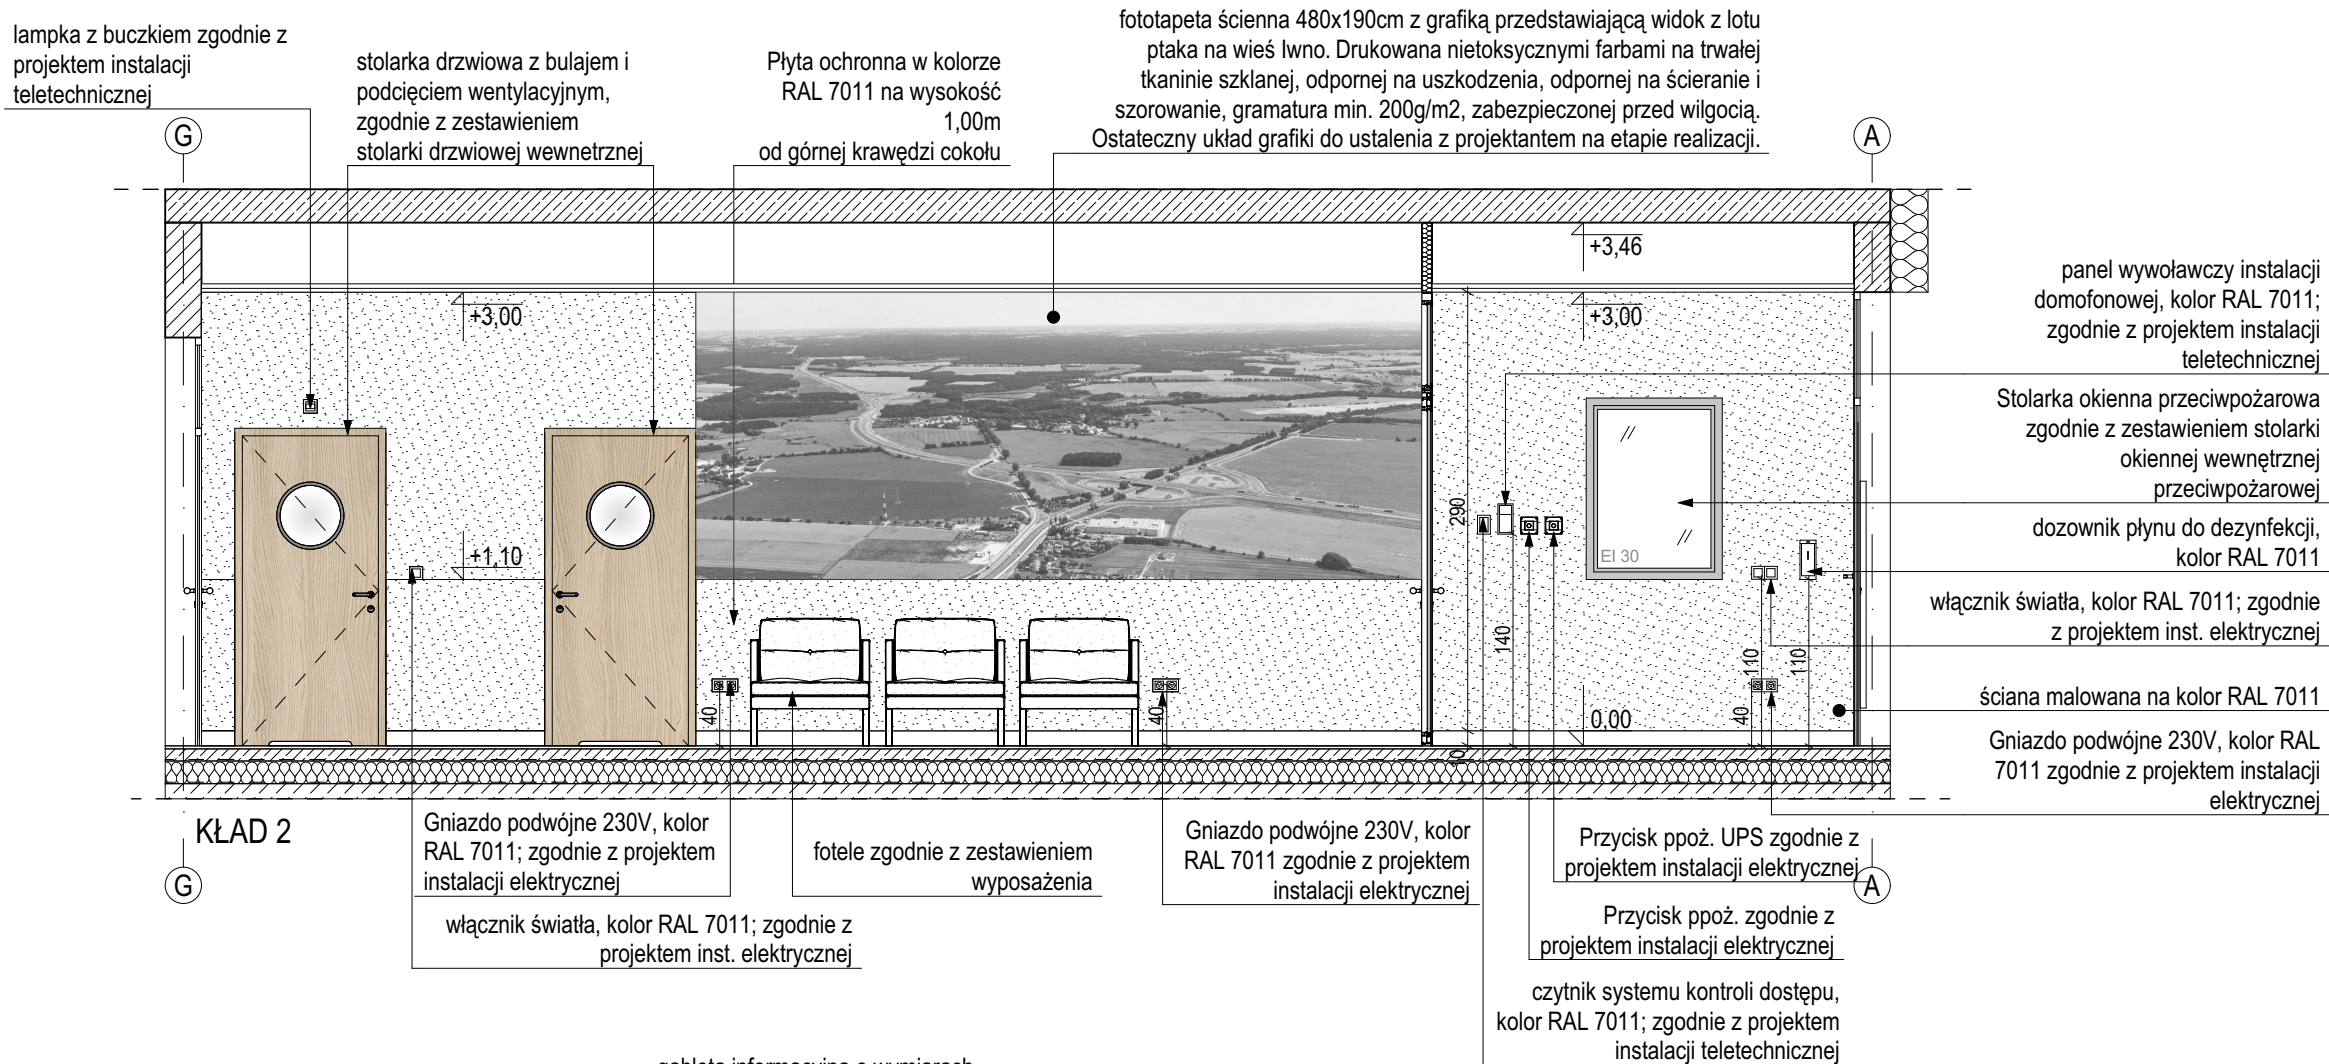 lampka z buczkiem zgodnie z
projektem instalacji
teletechnicznej
stolarka drzwiowa z bulajem i
podcięciem wentylacyjnym,
zgodnie z zestawieniem
stolarki drzwiowej wewnetrznej
Płyta ochronna w kolorze
RAL 7011 na wysokość
1,00m
od górnej krawędzi cokołu
fototapeta ścienna 480x190cm z grafiką przedstawiającą widok z lotu
ptaka na wieś Iwno. Drukowana nietoksycznymi farbami na trwałej
tkaninie szklanej, odpornej na uszkodzenia, odpornej na ścieranie i
szorowanie, gramatura min. 200g/m2, zabezpieczonej przed wilgocią.
Ostateczny układ grafiki do ustalenia z projektantem na etapie realizacji.
G
A
+3,46
+3,00
+3,00
+1,10
290
140
EI 30
110
110
40
40
40
0,00
10
panel wywoławczy instalacji
domofonowej, kolor RAL 7011;
zgodnie z projektem instalacji
teletechnicznej
Stolarka okienna przeciwpożarowa
zgodnie z zestawieniem stolarki
okiennej wewnętrznej
przeciwpożarowej
dozownik płynu do dezynfekcji,
kolor RAL 7011
włącznik światła, kolor RAL 7011; zgodnie
z projektem inst. elektrycznej
ściana malowana na kolor RAL 7011
Gniazdo podwójne 230V, kolor RAL
7011 zgodnie z projektem instalacji
elektrycznej
KŁAD 2
G
A
Gniazdo podwójne 230V, kolor
RAL 7011; zgodnie z projektem
instalacji elektrycznej
włącznik światła, kolor RAL 7011; zgodnie z
projektem inst. elektrycznej
fotele zgodnie z zestawieniem
wyposażenia
Gniazdo podwójne 230V, kolor
RAL 7011 zgodnie z projektem
instalacji elektrycznej
Przycisk ppoż. UPS zgodnie z
projektem instalacji elektrycznej
Przycisk ppoż. zgodnie z
projektem instalacji elektrycznej
czytnik systemu kontroli dostępu,
kolor RAL 7011; zgodnie z projektem
instalacji teletechnicznej
gablota informacyjna o wymiarach